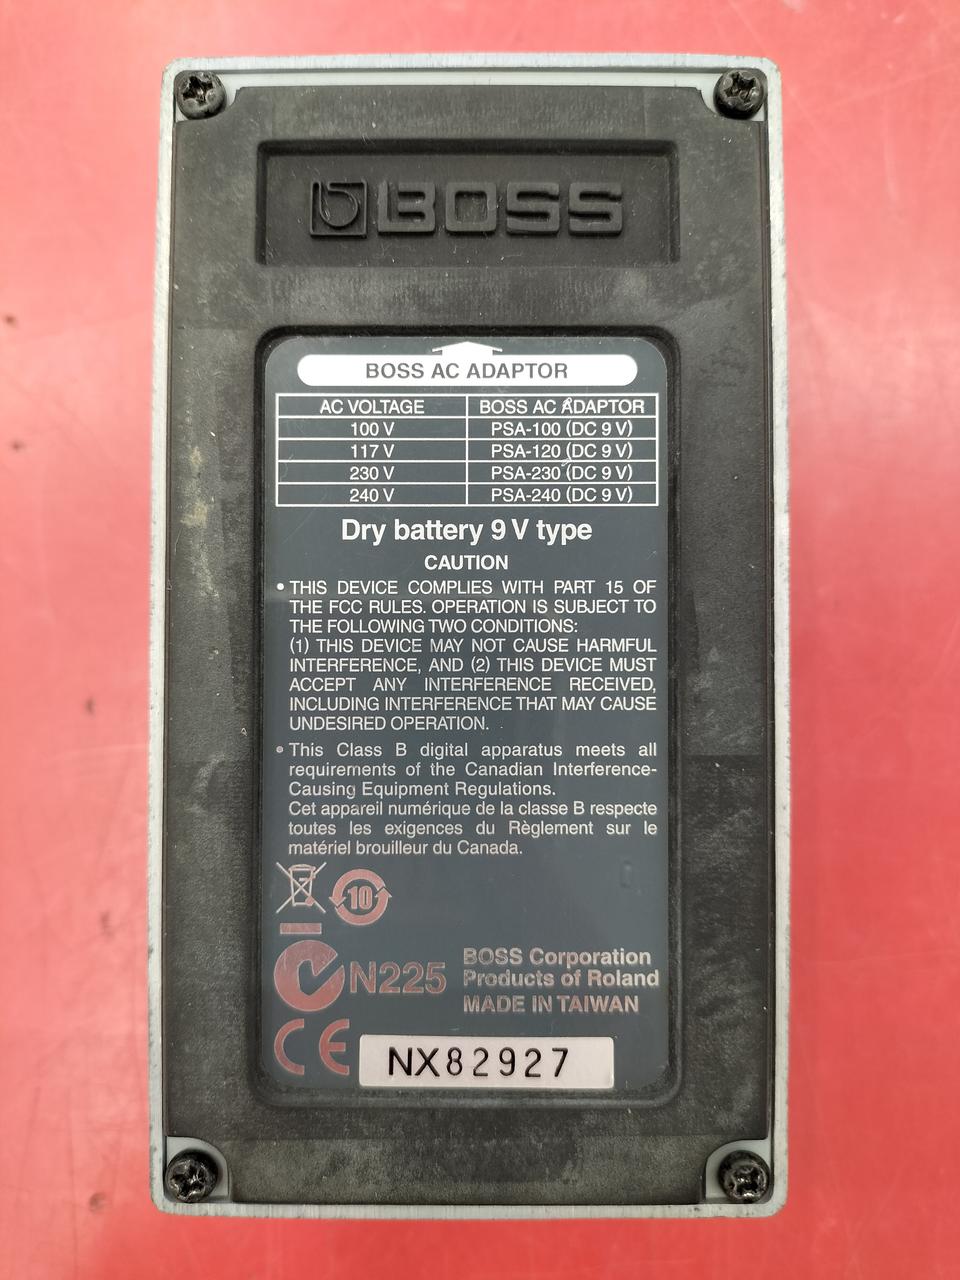 BOSS
BOSS AC ADAPTOR
AC VOLTAGE BOSS AC ADAPTOR
100 V PSA-100 (DC 9 V)
117 V PSA-120 (DC 9 V)
230 V PSA-230 (DC 9 V)
240 V PSA-240 (DC 9 V)
Dry battery 9 V type
CAUTION
• THIS DEVICE COMPLIES WITH PART 15 OF
THE FCC RULES. OPERATION IS SUBJECT TO
THE FOLLOWING TWO CONDITIONS:
(1) THIS DEVICE MAY NOT CAUSE HARMFUL
INTERFERENCE, AND (2) THIS DEVICE MUST
ACCEPT ANY INTERFERENCE RECEIVED,
INCLUDING INTERFERENCE THAT MAY CAUSE
UNDESIRED OPERATION.
• This Class B digital apparatus meets all
requirements of the Canadian Interference-
Causing Equipment Regulations.
Cet appareil numérique de la classe B respecte
toutes les exigences du Règlement sur le
matériel brouilleur du Canada.
10
N225
BOSS Corporation
Products of Roland
MADE IN TAIWAN
CE
NX82927